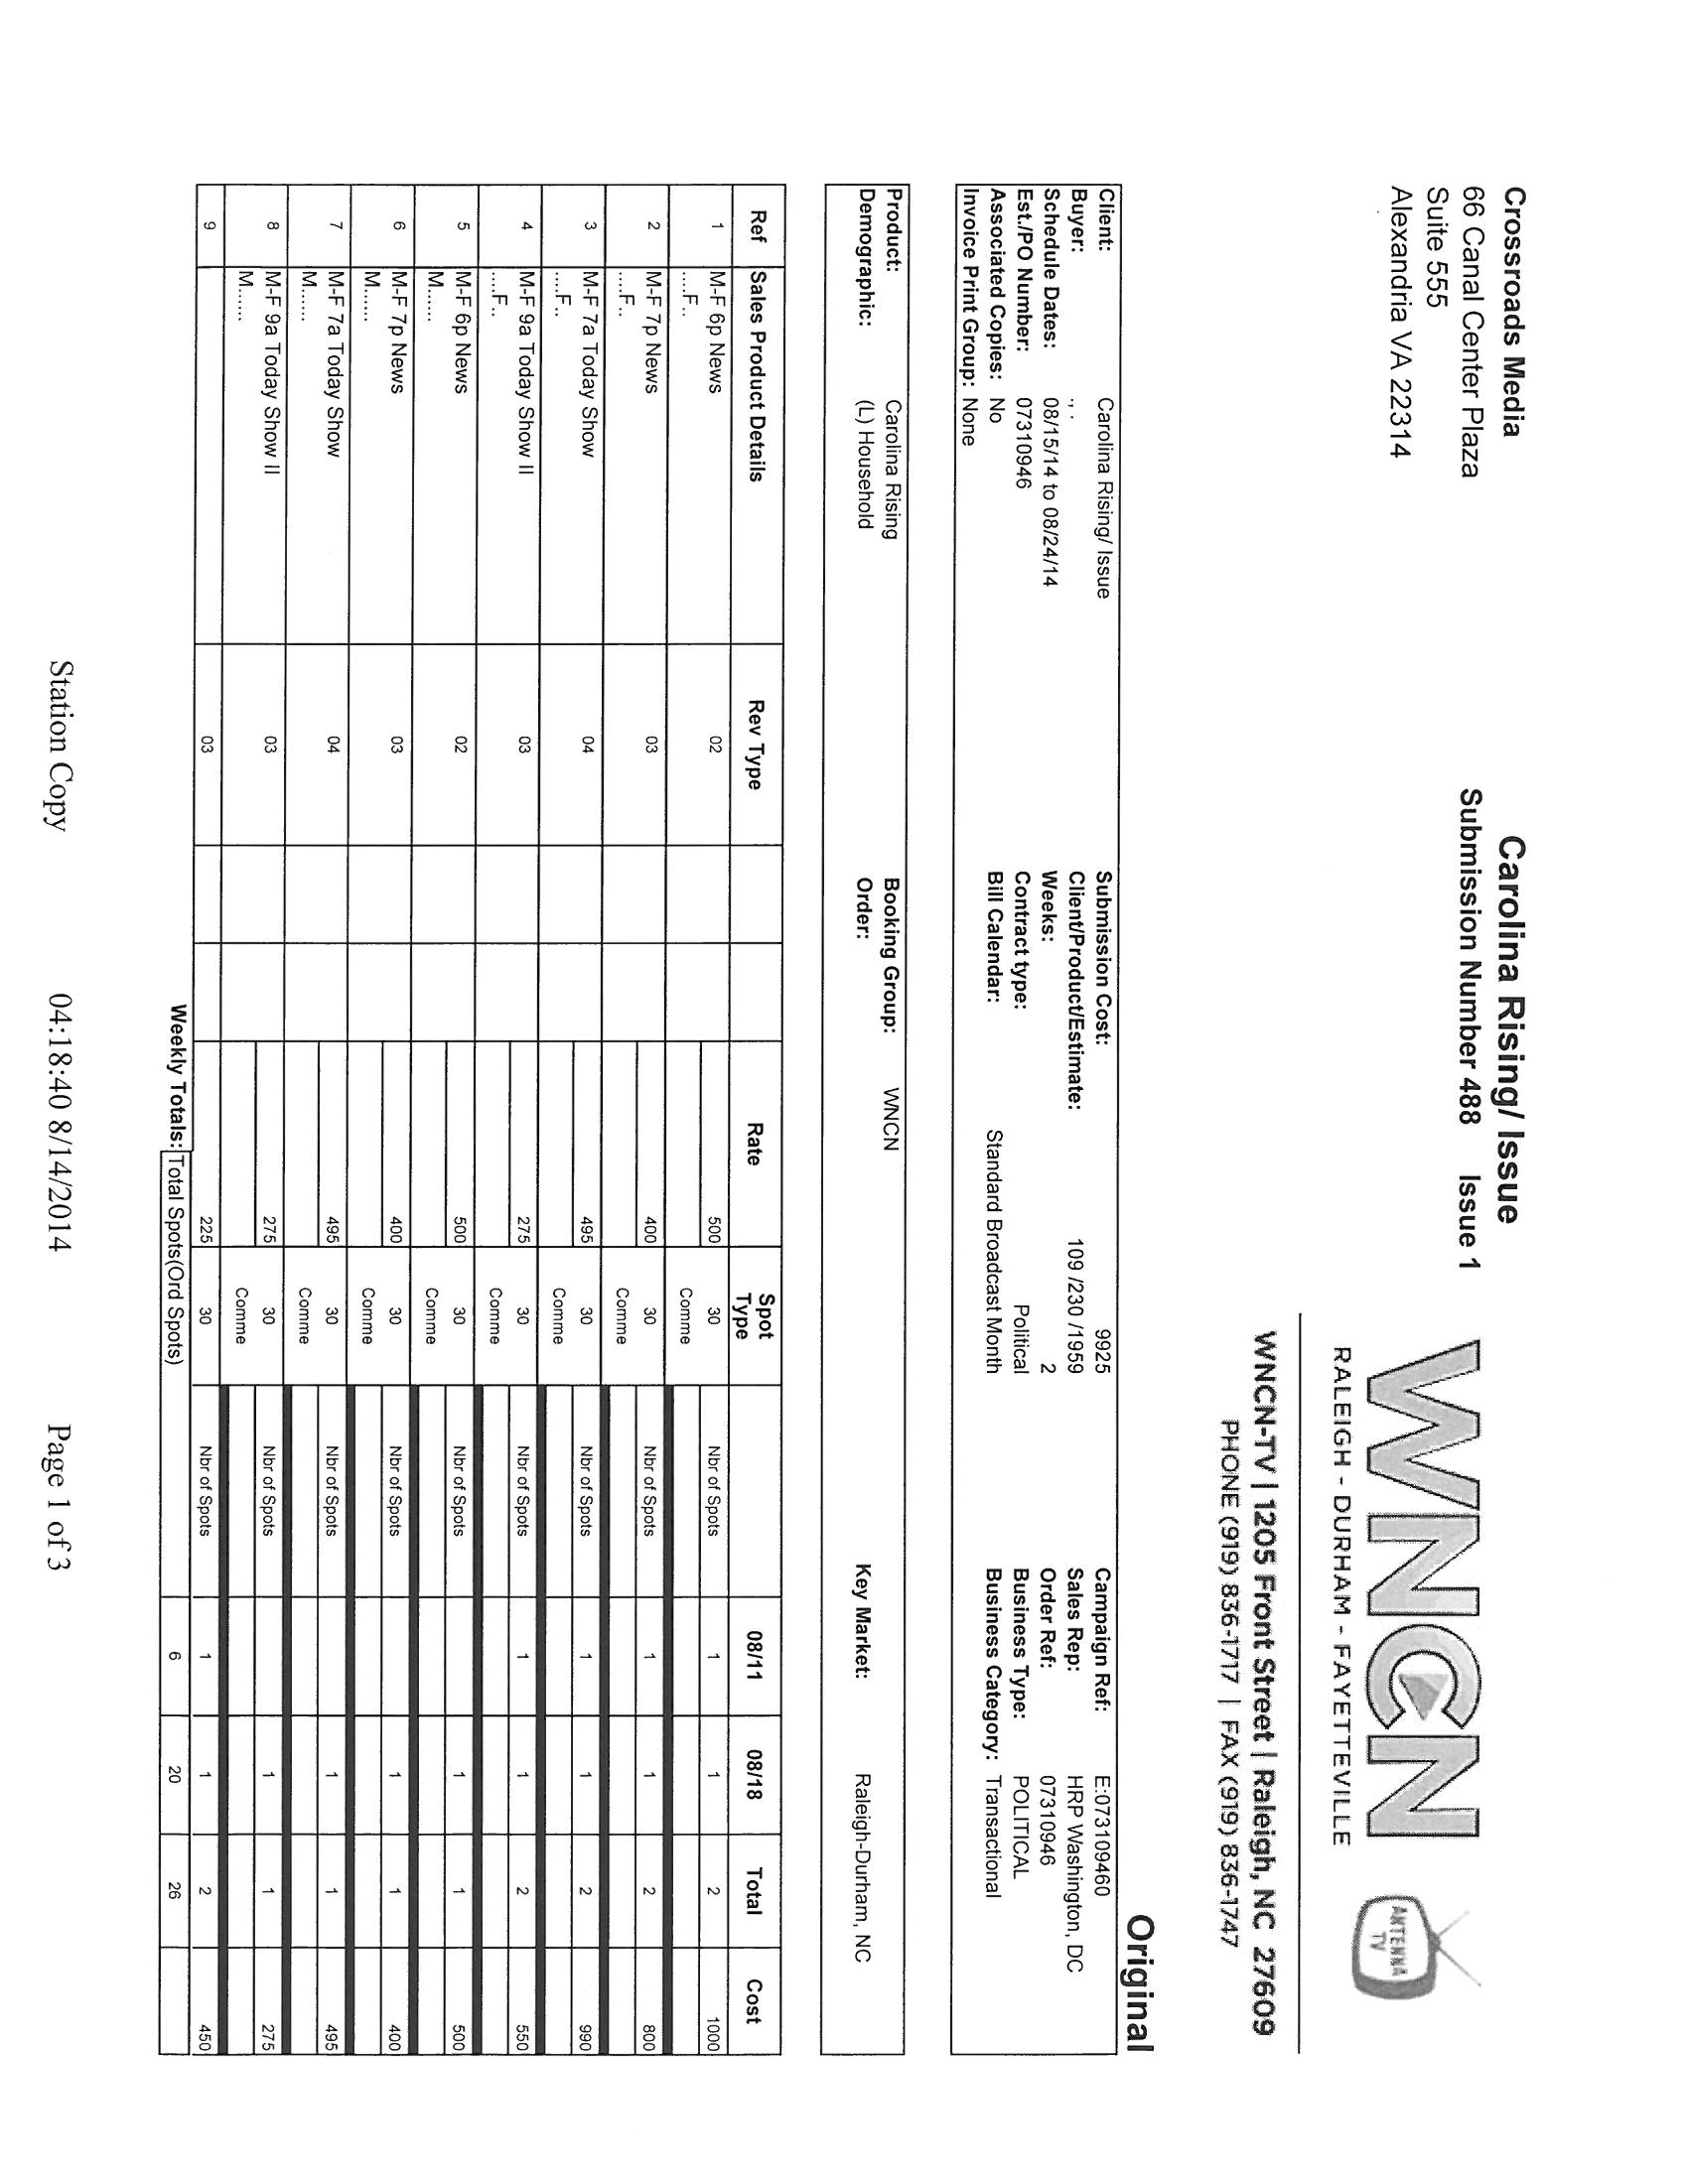 Crossroads Media
66 Canal Center Plaza
Suite 555
Alexandria VA 22314
Carolina Rising/ Issue
Submission Number 488 Issue 1
WNCN
RALEIGH - DURHAM - FAYETTEVILLE
ANTENNA
TV
WNCN-TV | 1205 Front Street | Raleigh, NC 27609
PHONE (919) 836-1717 | FAX (919) 836-1747
Original
Client: Carolina Rising/ Issue Submission Cost: 9925 Campaign Ref: E:073109460
Buyer: ., . Client/Product/Estimate: 109 /230 /1959 Sales Rep: HRP Washington, DC
Schedule Dates: 08/15/14 to 08/24/14 Weeks: 2 Order Ref: 07310946
Est./PO Number: 07310946 Contract type: Political Business Type: POLITICAL
Associated Copies: No Bill Calendar: Standard Broadcast Month Business Category: Transactional
Invoice Print Group: None
Product: Carolina Rising Booking Group: WNCN
Demographic: (L) Household Order: Key Market: Raleigh-Durham, NC
Ref Sales Product Details Rev Type Rate Spot Type 08/11 08/18 Total Cost
1 M-F 6p News 02 500 30 Nbr of Spots 1 1 2 1000
....F.. Comme
2 M-F 7p News 03 400 30 Nbr of Spots 1 1 2 800
....F.. Comme
3 M-F 7a Today Show 04 495 30 Nbr of Spots 1 1 2 990
....F.. Comme
4 M-F 9a Today Show II 03 275 30 Nbr of Spots 1 1 2 550
....F.. Comme
5 M-F 6p News 02 500 30 Nbr of Spots 1 1 500
M...... Comme
6 M-F 7p News 03 400 30 Nbr of Spots 1 1 400
M...... Comme
7 M-F 7a Today Show 04 495 30 Nbr of Spots 1 1 495
M...... Comme
8 M-F 9a Today Show II 03 275 30 Nbr of Spots 1 1 275
M...... Comme
9 03 225 30 Nbr of Spots 1 1 2 450
Weekly Totals: Total Spots(Ord Spots) 6 20 26
Station Copy 04:18:40 8/14/2014 Page 1 of 3